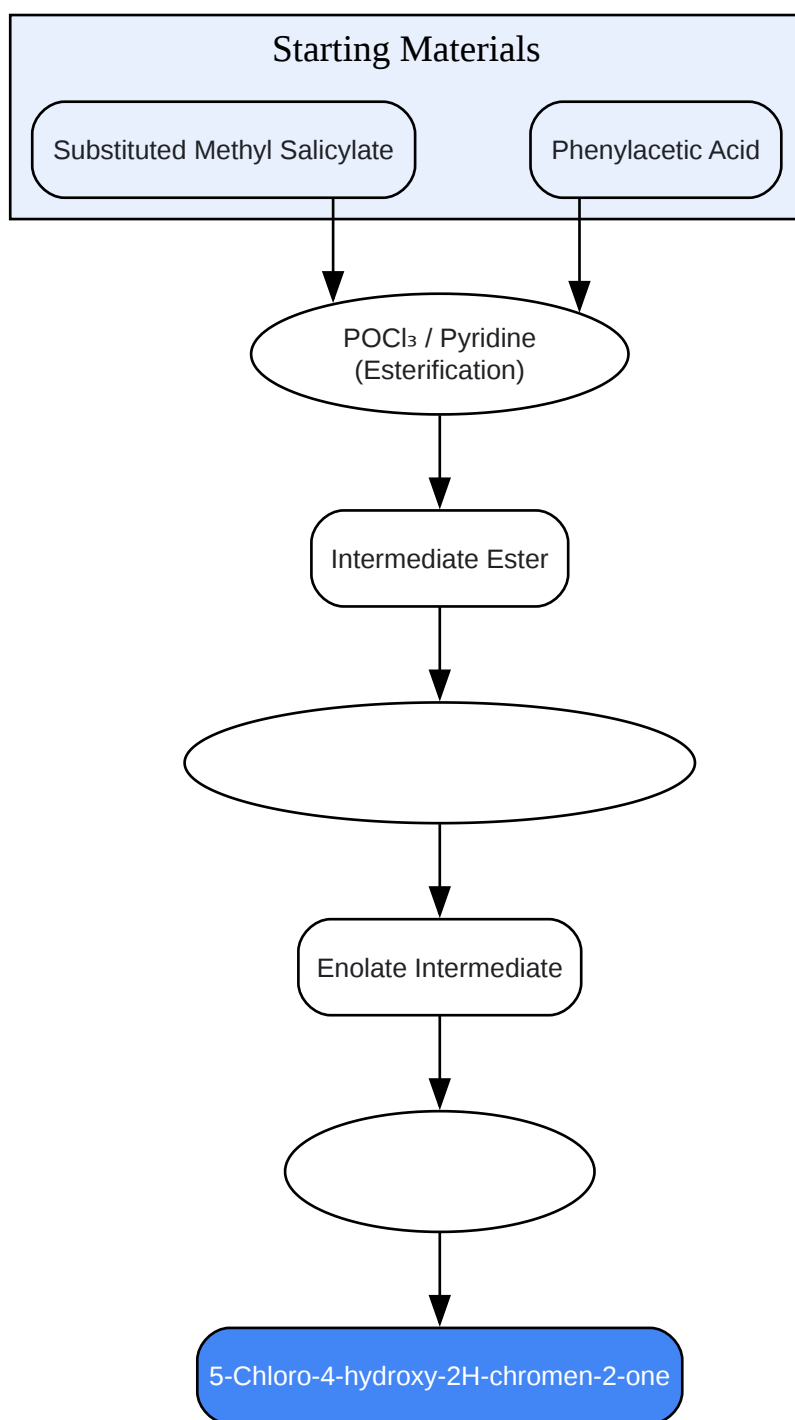 Starting Materials
Substituted Methyl Salicylate
Phenylacetic Acid
POCl₃ / Pyridine
(Esterification)
Intermediate Ester
Enolate Intermediate
5-Chloro-4-hydroxy-2H-chromen-2-one